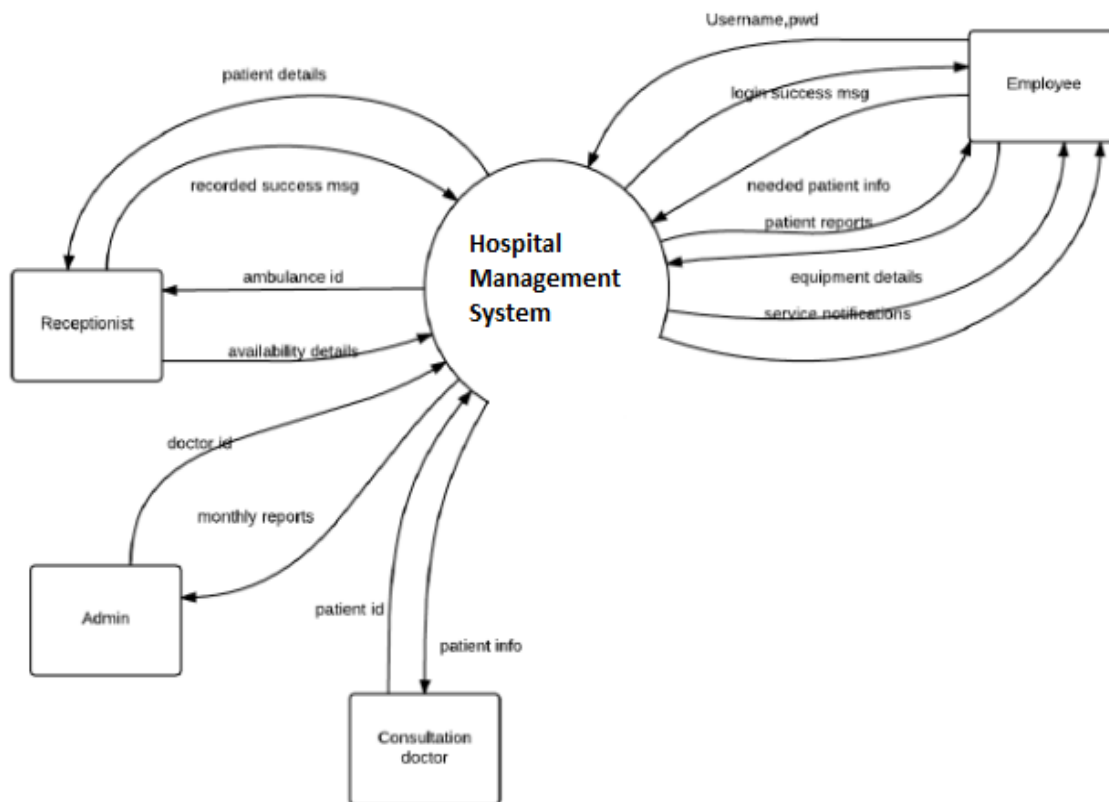 Username,pwd
Employee
patient details
login success msg
recorded success msg
needed patient info
patient reports
Hospital
Management
System
ambulance id
equipment details
service notifications
Receptionist
availability details
doctor id
monthly reports
Admin
patient id
patient info
Consultation
doctor